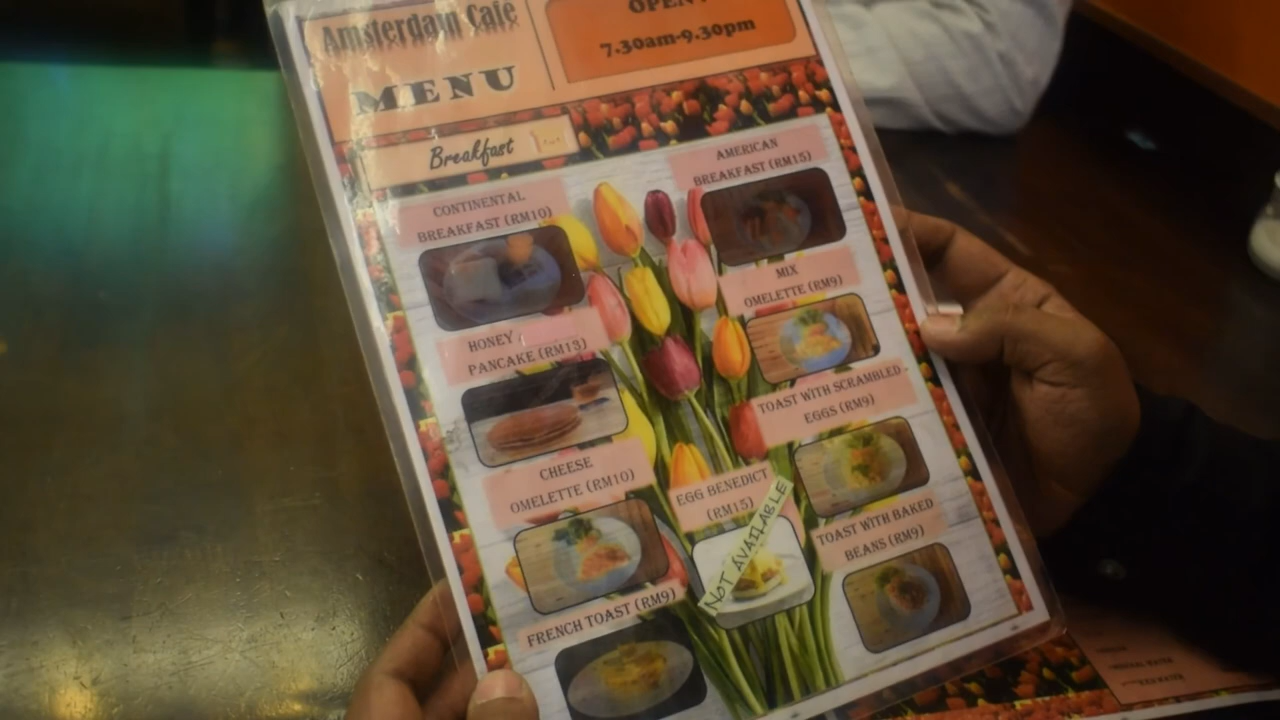 Amsterdam Cafe
MENU
OPEN :
7.30am-9.30pm
Breakfast
CONTINENTAL
BREAKFAST (RM10)
AMERICAN
BREAKFAST (RM15)
HONEY
PANCAKE (RM13)
MIX
OMELETTE (RM9)
CHEESE
OMELETTE (RM10)
TOAST WITH SCRAMBLED
EGGS (RM9)
EGG BENEDICT
(RM15)
NOT AVAILABLE
TOAST WITH BAKED
BEANS (RM9)
FRENCH TOAST (RM9)